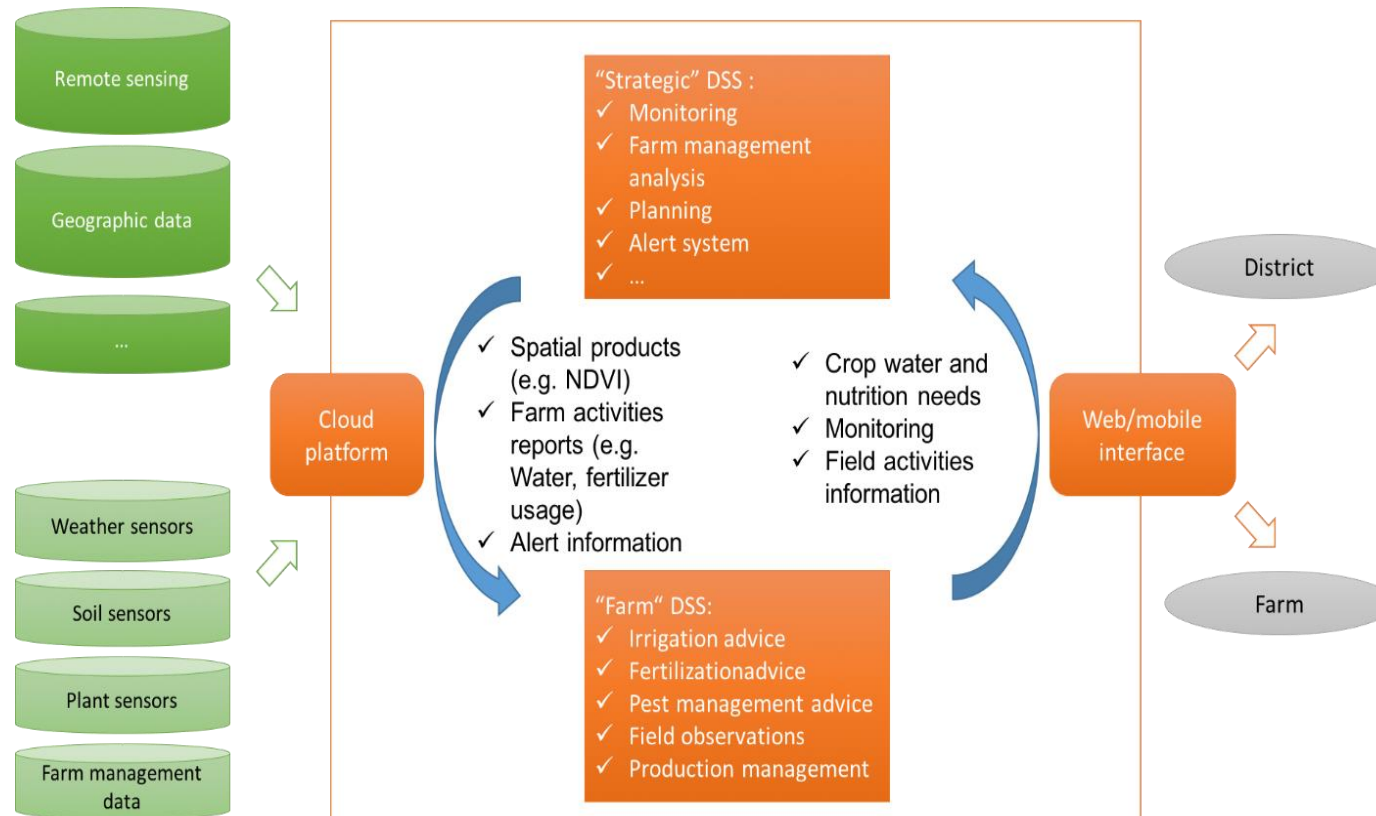 Remote sensing
Geographic data
...
Weather sensors
Soil sensors
Plant sensors
Farm management
data
Cloud
platform
“Strategic” DSS :
✓ Monitoring
✓ Farm management
analysis
✓ Planning
✓ Alert system
✓ ...
✓ Spatial products
(e.g. NDVI)
✓ Farm activities
reports (e.g.
Water, fertilizer
usage)
✓ Alert information
✓ Crop water and
nutrition needs
✓ Monitoring
✓ Field activities
information
“Farm“ DSS:
✓ Irrigation advice
✓ Fertilizationadvice
✓ Pest management advice
✓ Field observations
✓ Production management
Web/mobile
interface
District
Farm